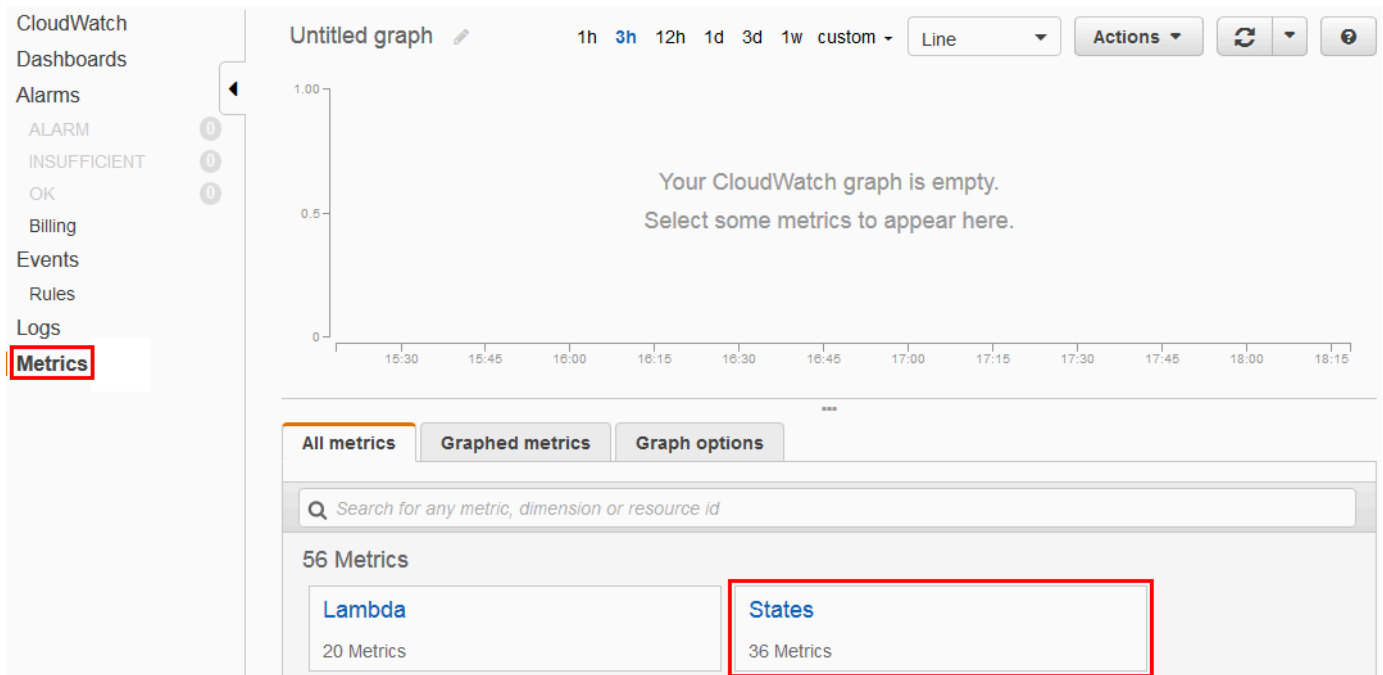 CloudWatch
Dashboards
Alarms
ALARM 0
INSUFFICIENT 0
OK 0
Billing
Events
Rules
Logs
Metrics
Untitled graph 1h 3h 12h 1d 3d 1w custom Line Actions
1.00
0.5
0
Your CloudWatch graph is empty.
Select some metrics to appear here.
15:30 15:45 16:00 16:15 16:30 16:45 17:00 17:15 17:30 17:45 18:00 18:15
All metrics Graphed metrics Graph options
Search for any metric, dimension or resource id
56 Metrics
Lambda
20 Metrics
States
36 Metrics